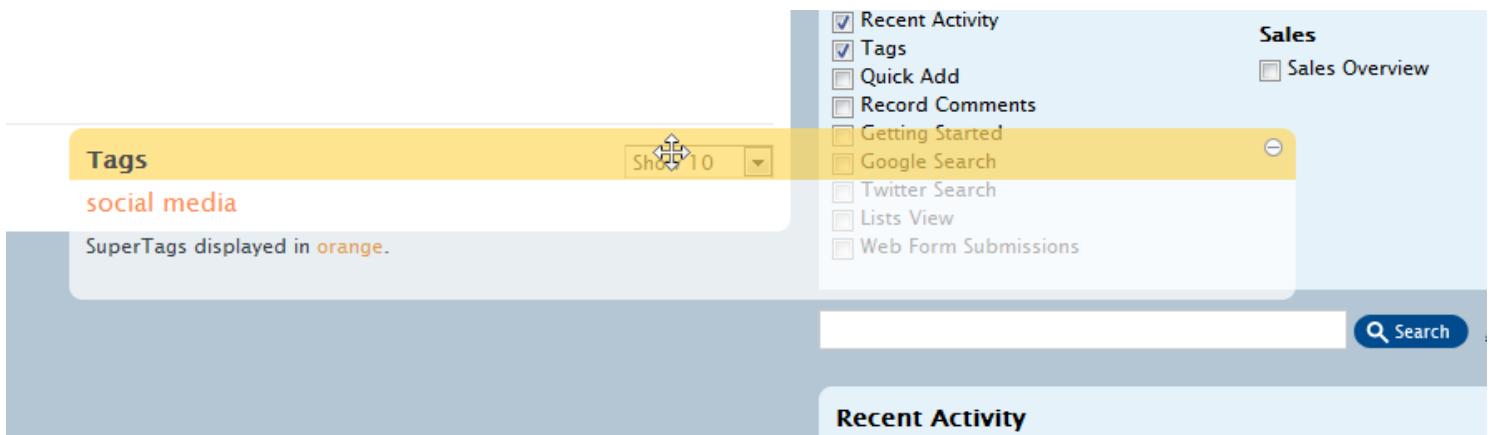 Recent Activity
Tags
Quick Add
Record Comments
Getting Started
Google Search
Twitter Search
Lists View
Web Form Submissions
Sales
Sales Overview
Tags
Show 10
social media
SuperTags displayed in orange.
Search
Recent Activity